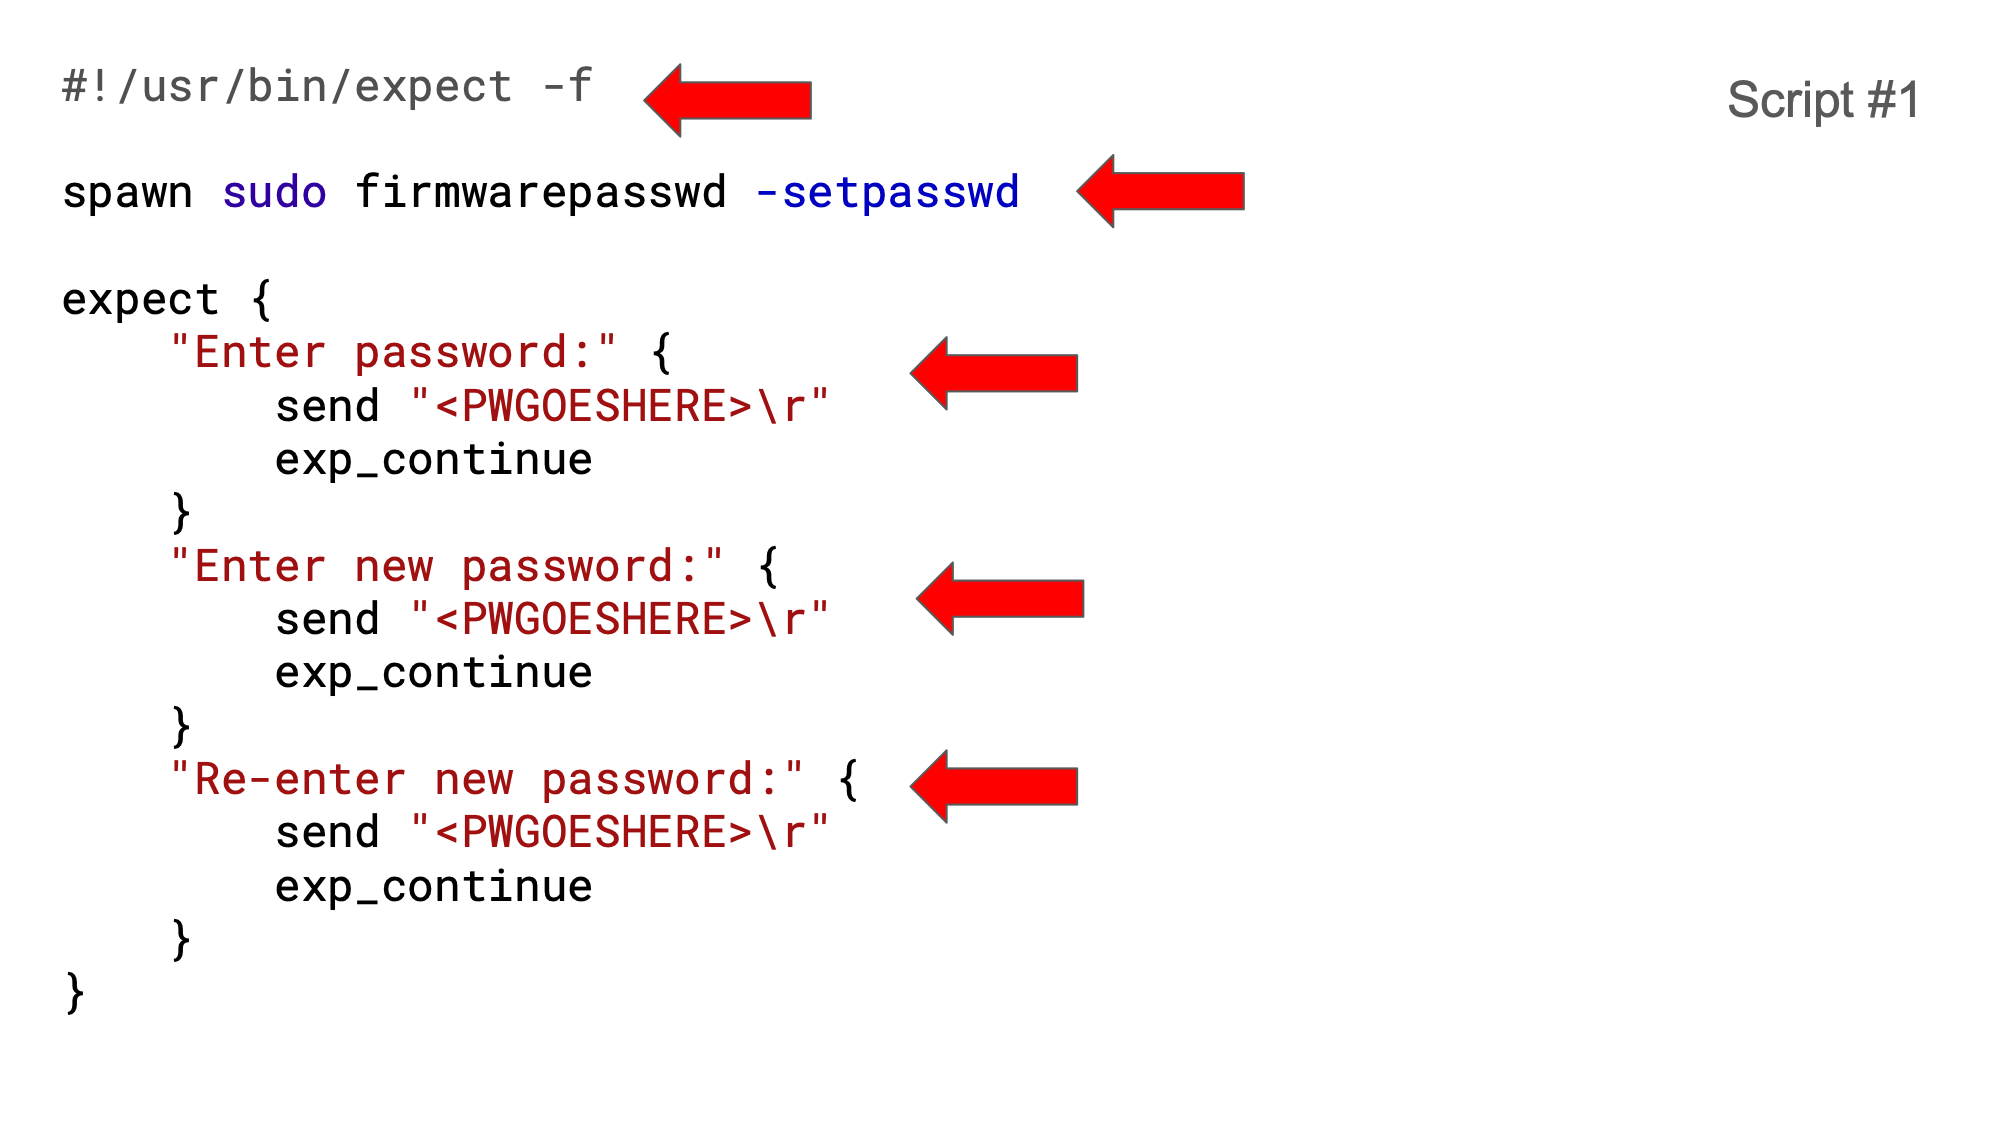 #!/usr/bin/expect -f
Script #1
spawn sudo firmwarepasswd -setpasswd
expect {
    "Enter password:" {
        send "<PWGOESHERE>\r"
        exp_continue
    }
    "Enter new password:" {
        send "<PWGOESHERE>\r"
        exp_continue
    }
    "Re-enter new password:" {
        send "<PWGOESHERE>\r"
        exp_continue
    }
}